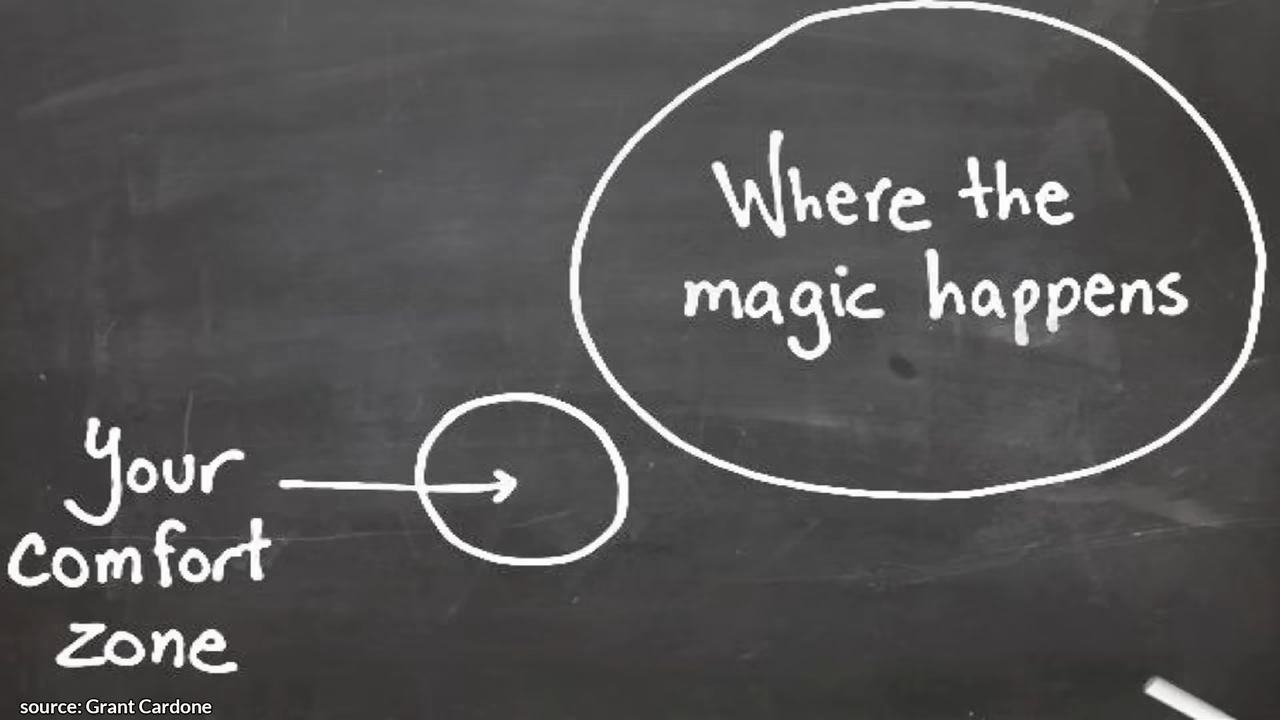 Where the
magic happens
Your
comfort
zone
source: Grant Cardone